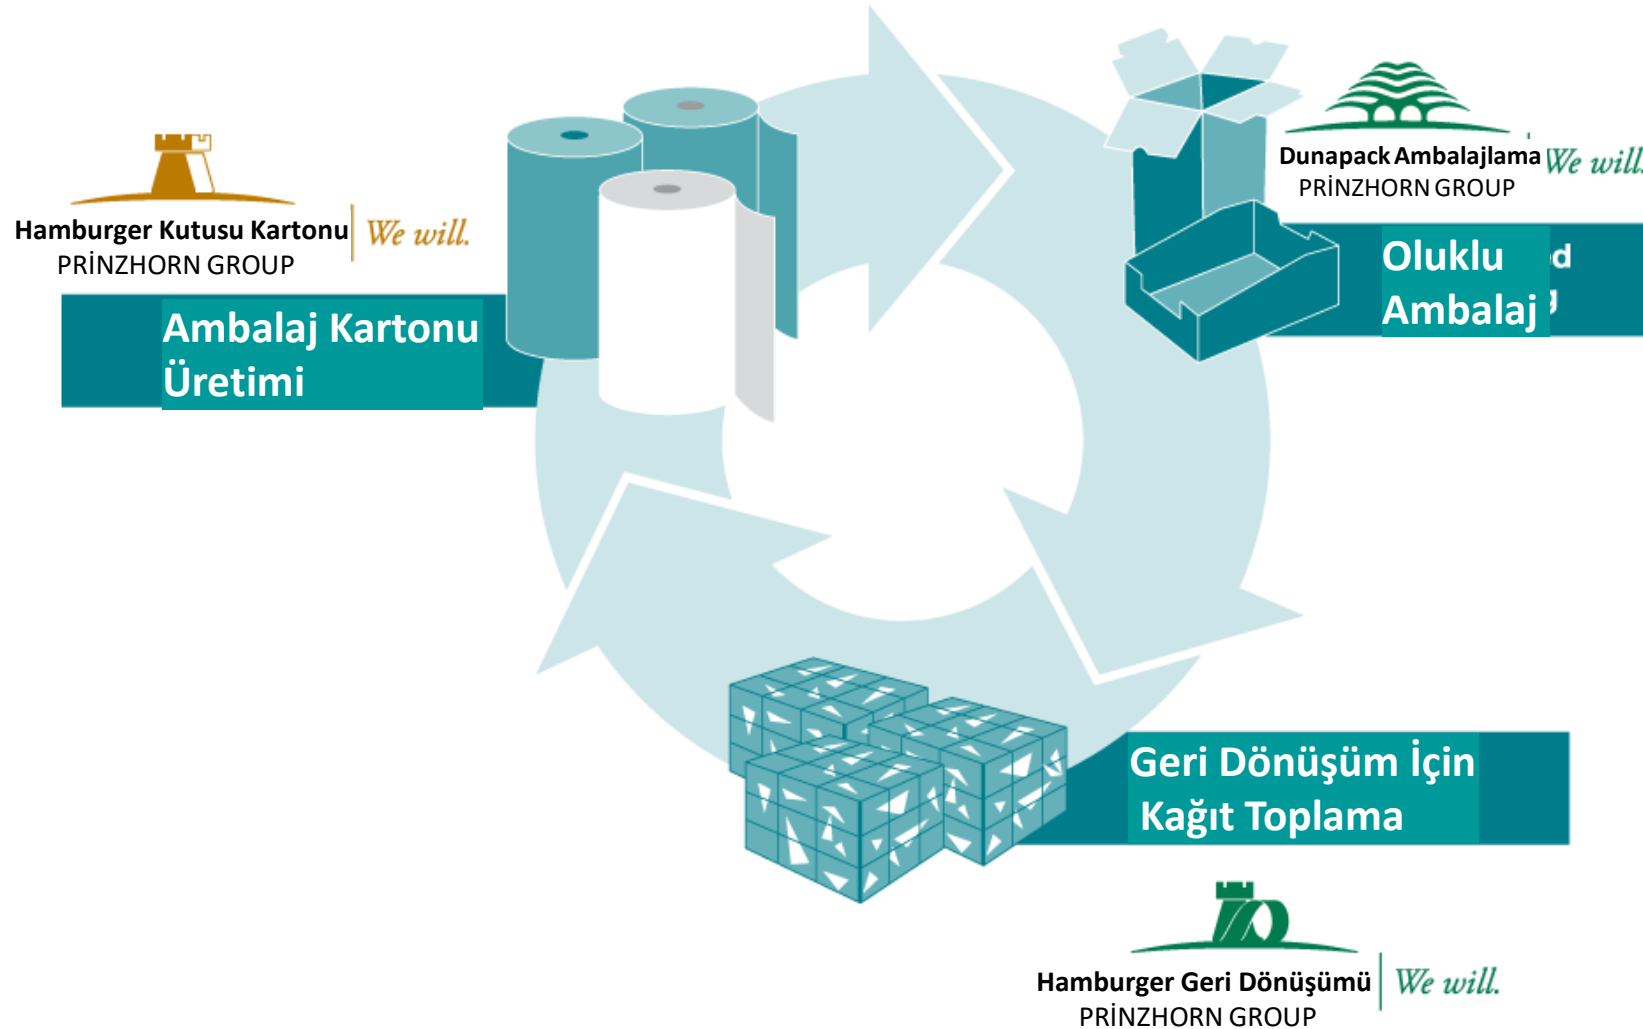 Hamburger Kutusu Kartonu
PRİNZHORN GROUP
We will.
Ambalaj Kartonu
Üretimi
Dunapack Ambalajlama
PRİNZHORN GROUP
We will.
Oluklu
Ambalaj
Geri Dönüşüm İçin
Kağıt Toplama
Hamburger Geri Dönüşümü
PRİNZHORN GROUP
We will.